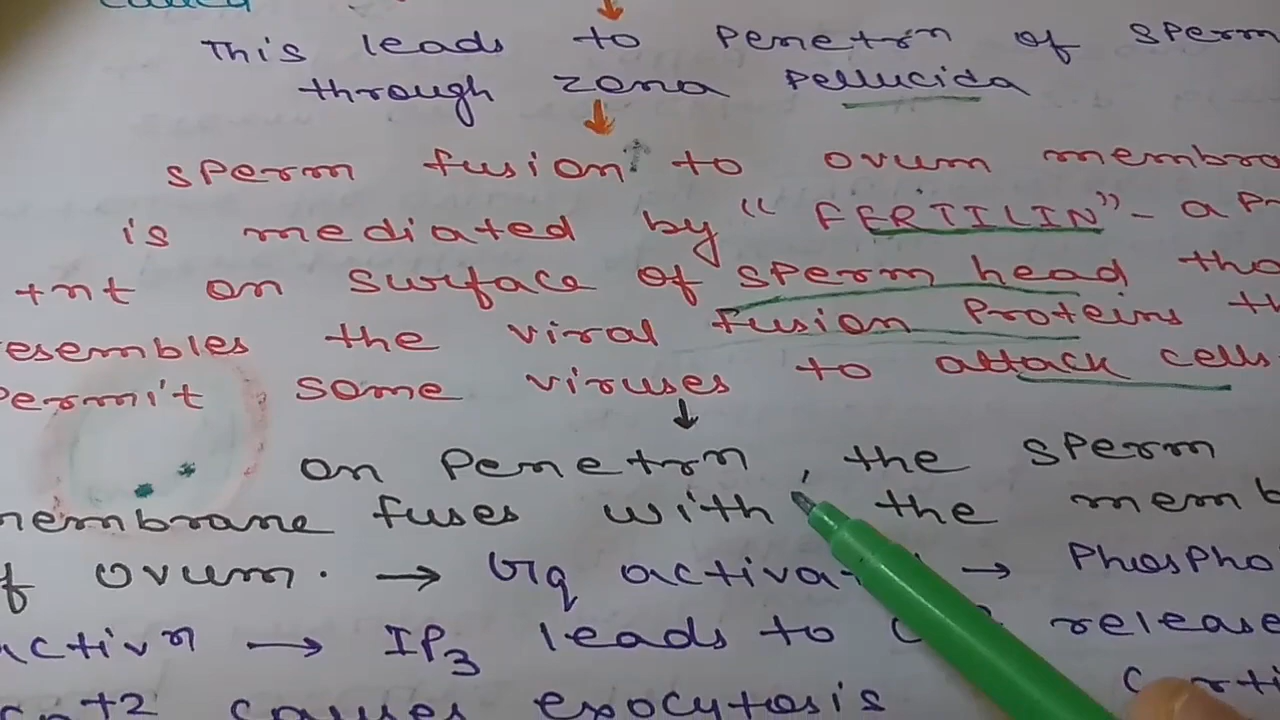 This leads to Penetrn of sperm
through zona Pellucida
sperm fusion to ovum membra
is mediated by "FERTILIN" - a Pr
tnt on surface of sperm head tha
esembles the viral fusion Proteins th
Permit some viruses to attack cells
on Penetrn, the sperm
membrane fuses with the memb
of ovum. → Gq activa → Phospho
activn → IP3 leads to release
+2 causes exocytosis